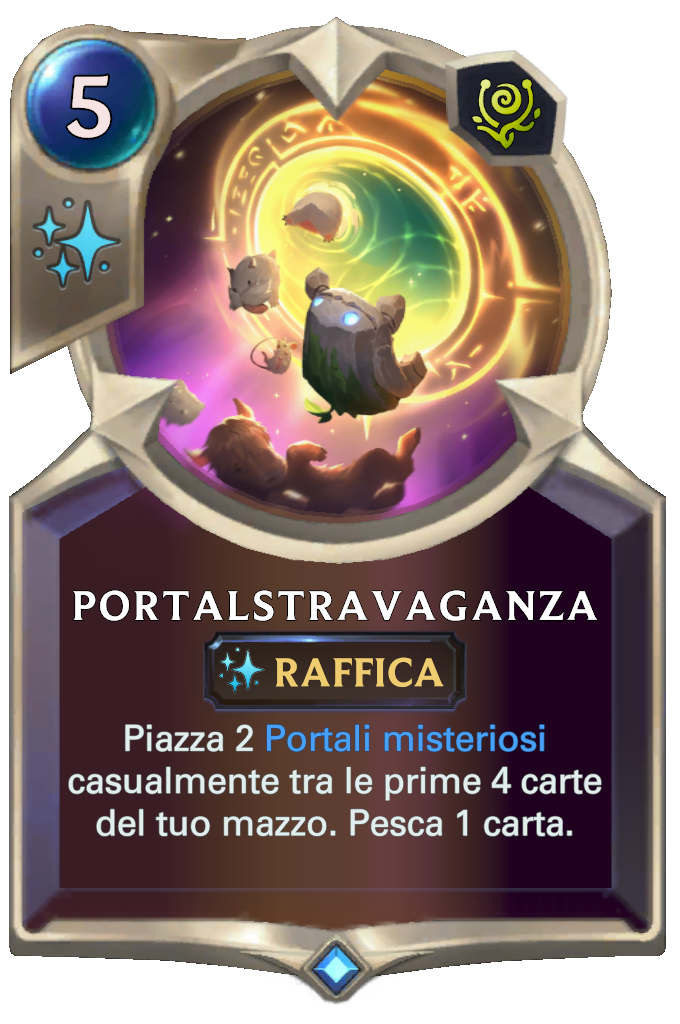 5
PORTALSTRAVAGANZA
RAFFICA
Piazza 2 Portali misteriosi
casualmente tra le prime 4 carte
del tuo mazzo. Pesca 1 carta.